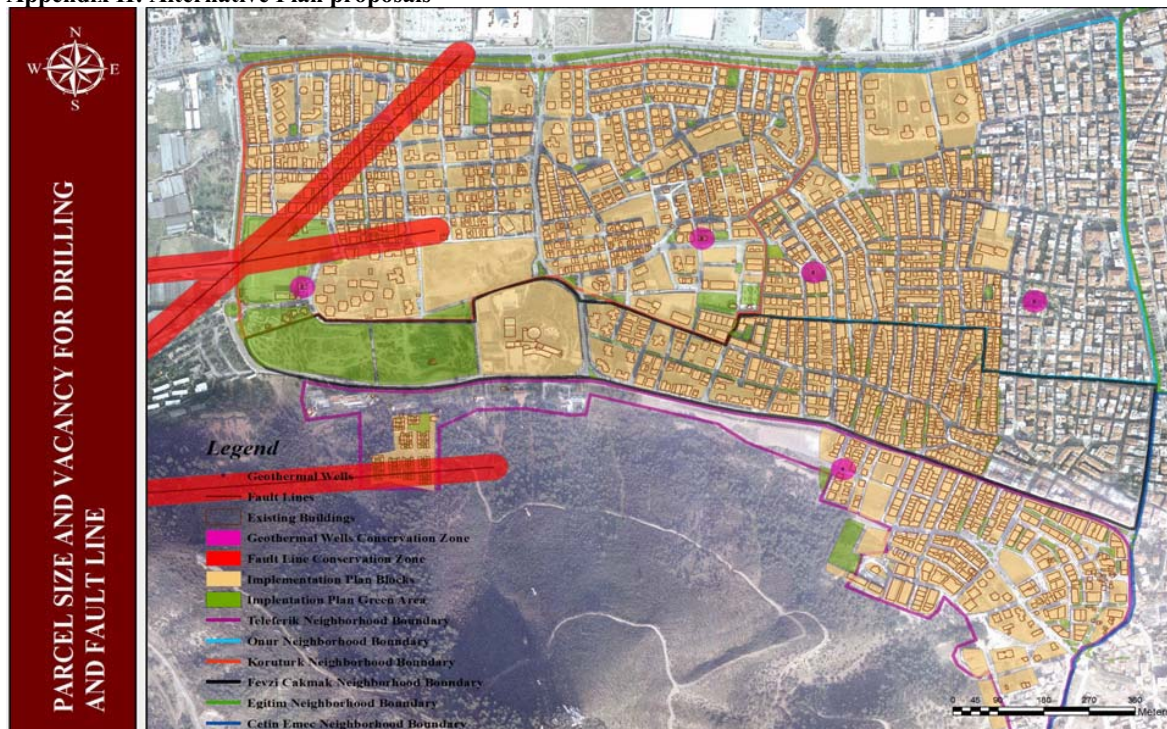 Appendix II: Alternative Plan proposals
N
W E
S
PARCEL SIZE AND VACANCY FOR DRILLING
AND FAULT LINE
Legend
Geothermal Wells
Fault Lines
Existing Buildings
Geothermal Wells Conservation Zone
Fault Line Conservation Zone
Implementation Plan Blocks
Implentation Plan Green Area
Teleferik Neighborhood Boundary
Onur Neighborhood Boundary
Koruturk Neighborhood Boundary
Fevzi Cakmak Neighborhood Boundary
Egitim Neighborhood Boundary
Cetin Emec Neighborhood Boundary
0 45 90 180 270 360
Meters